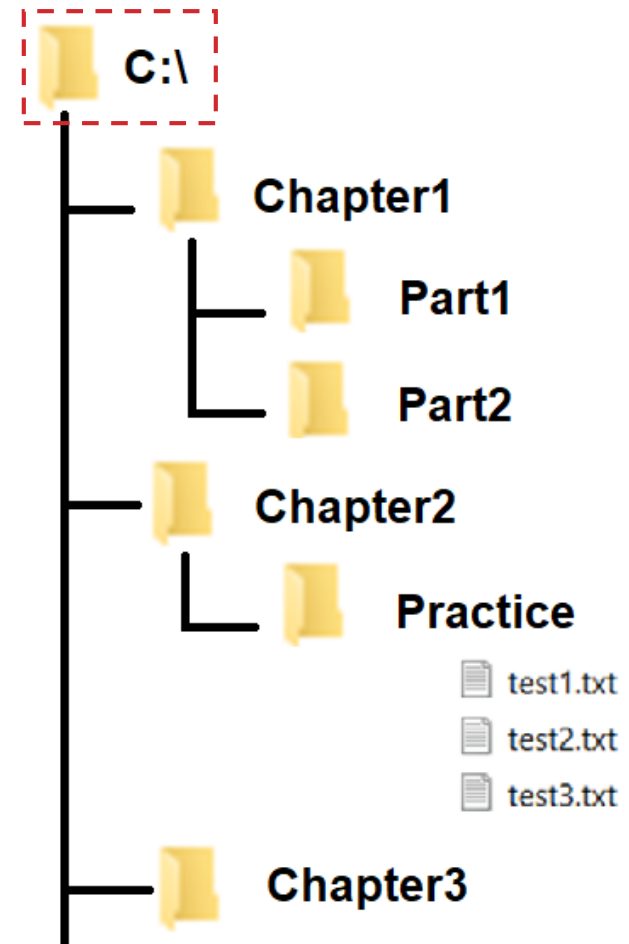 C:\
Chapter1
Part1
Part2
Chapter2
Practice
test1.txt
test2.txt
test3.txt
Chapter3